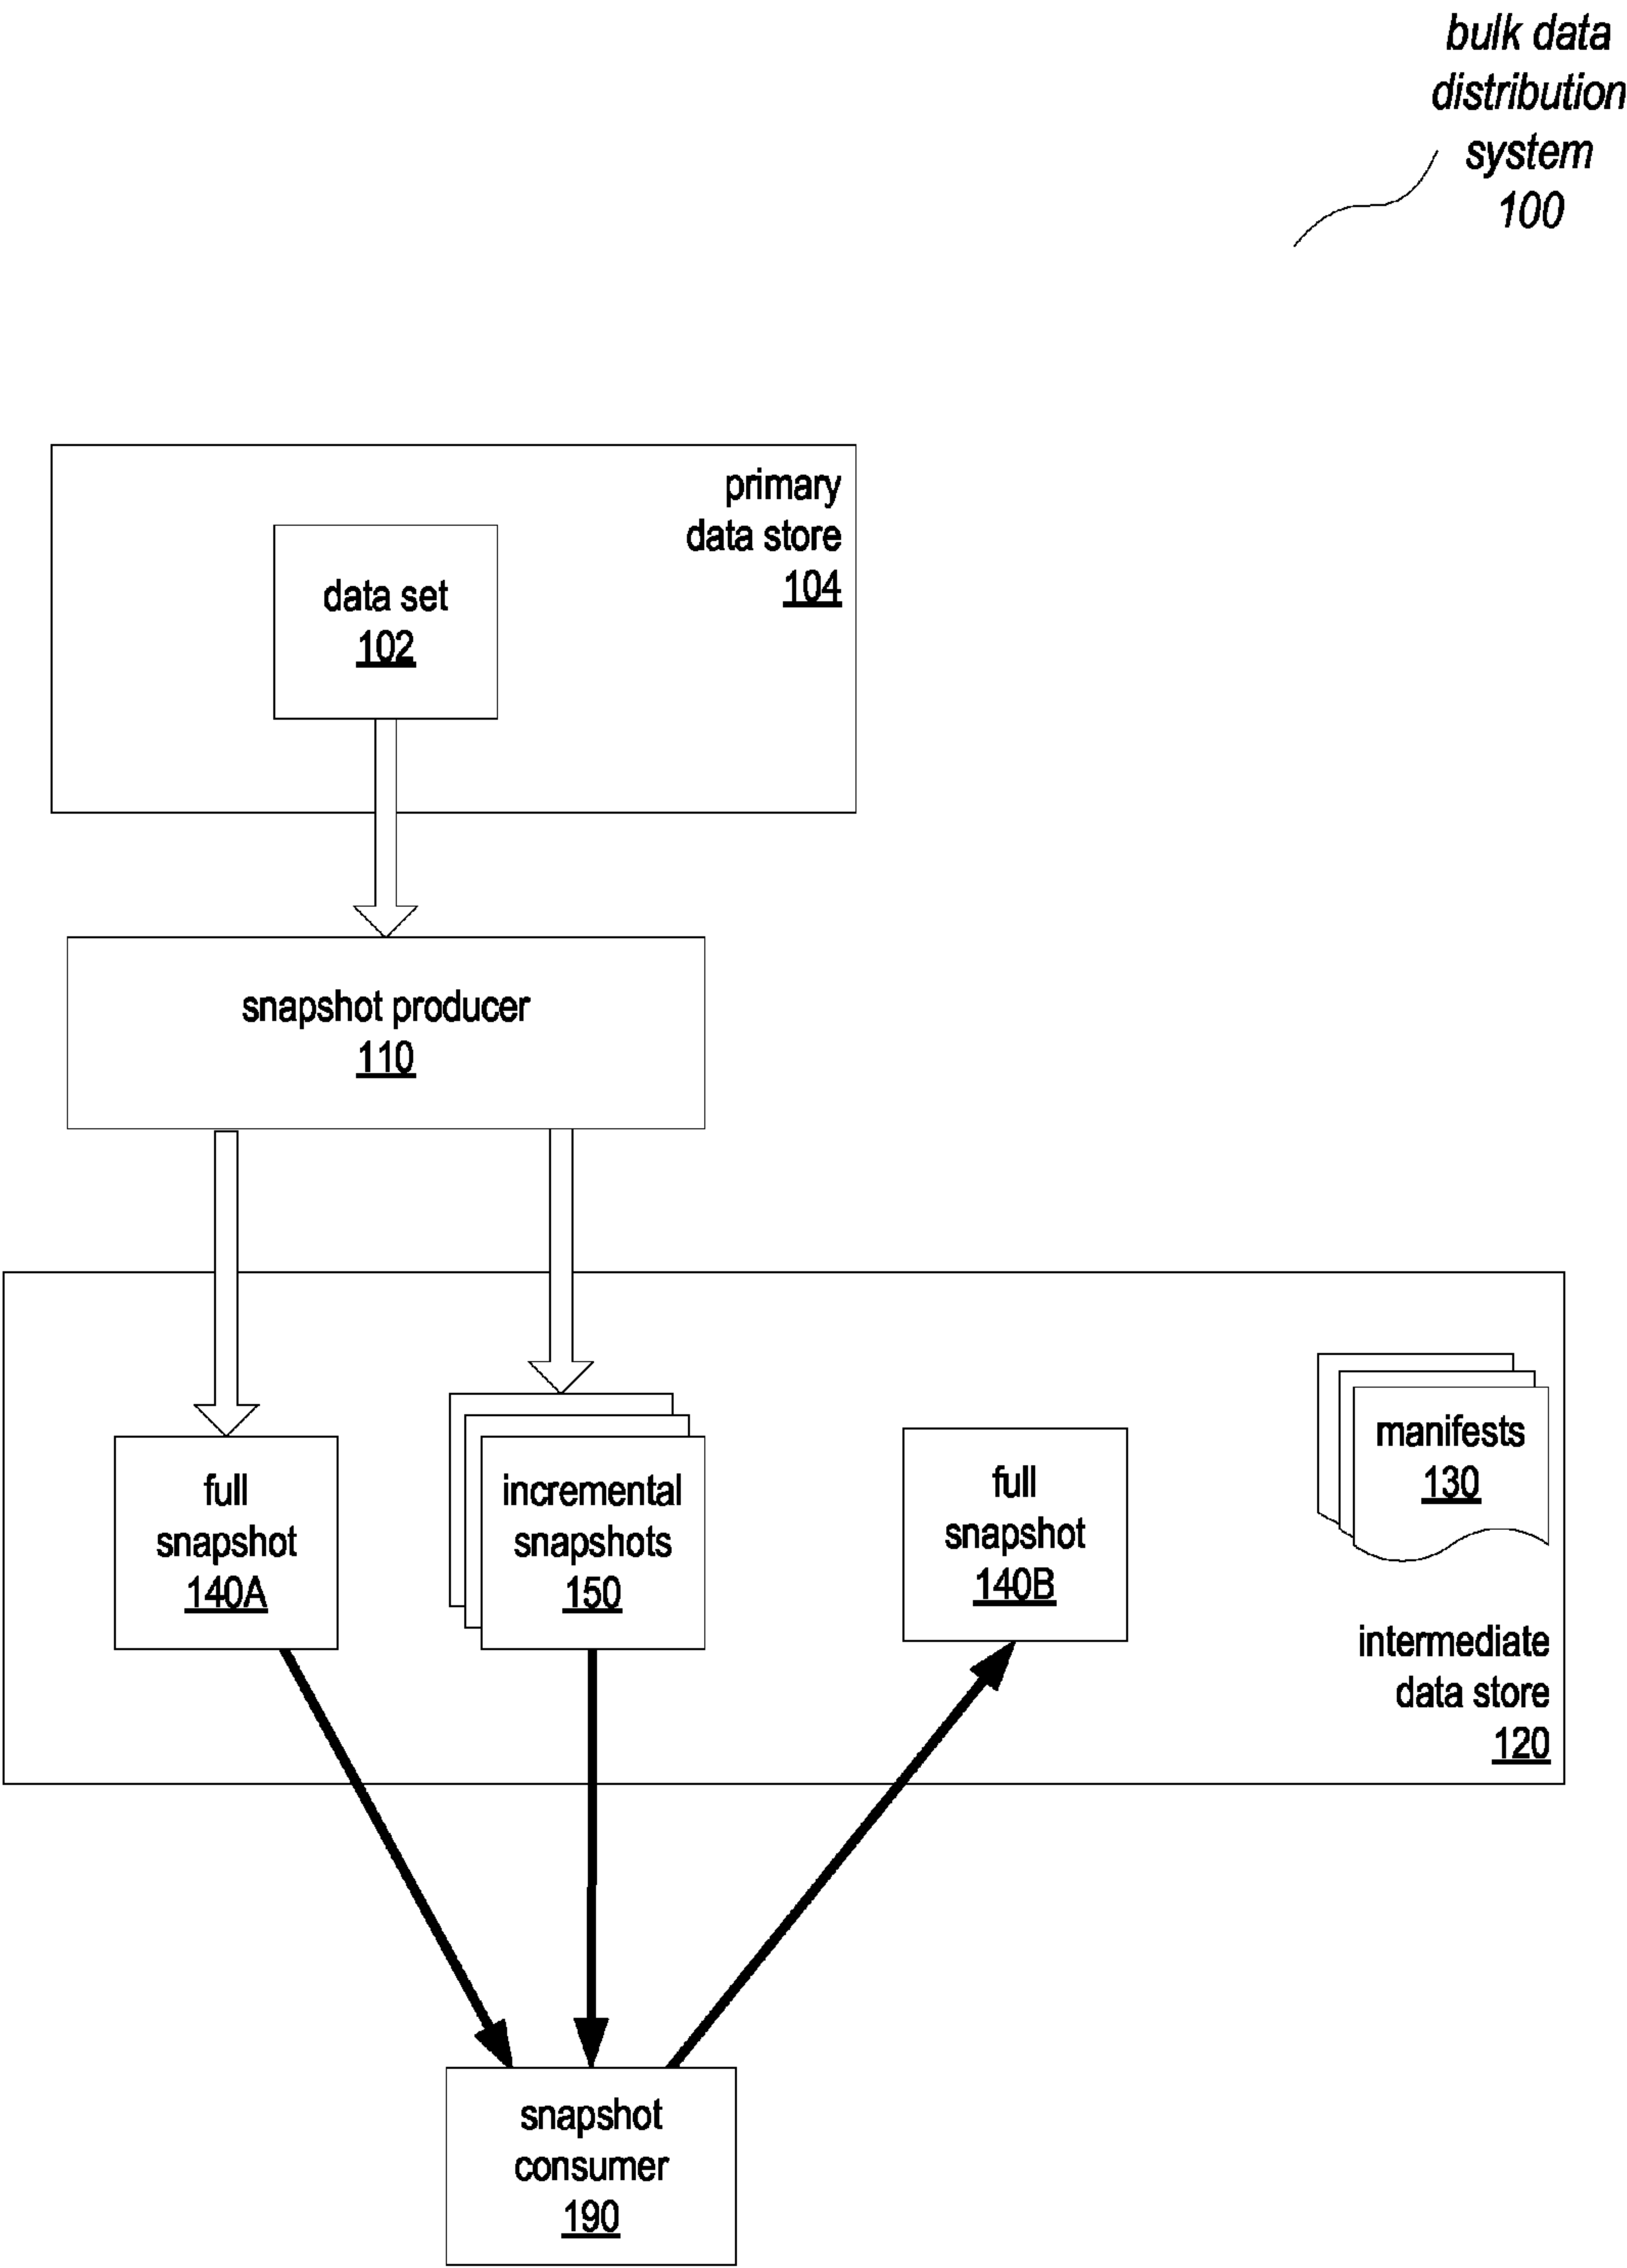 bulk data
distribution
system
100
primary
data store
104
data set
102
snapshot producer
110
full
snapshot
140A
incremental
snapshots
150
full
snapshot
140B
manifests
130
intermediate
data store
120
snapshot
consumer
190